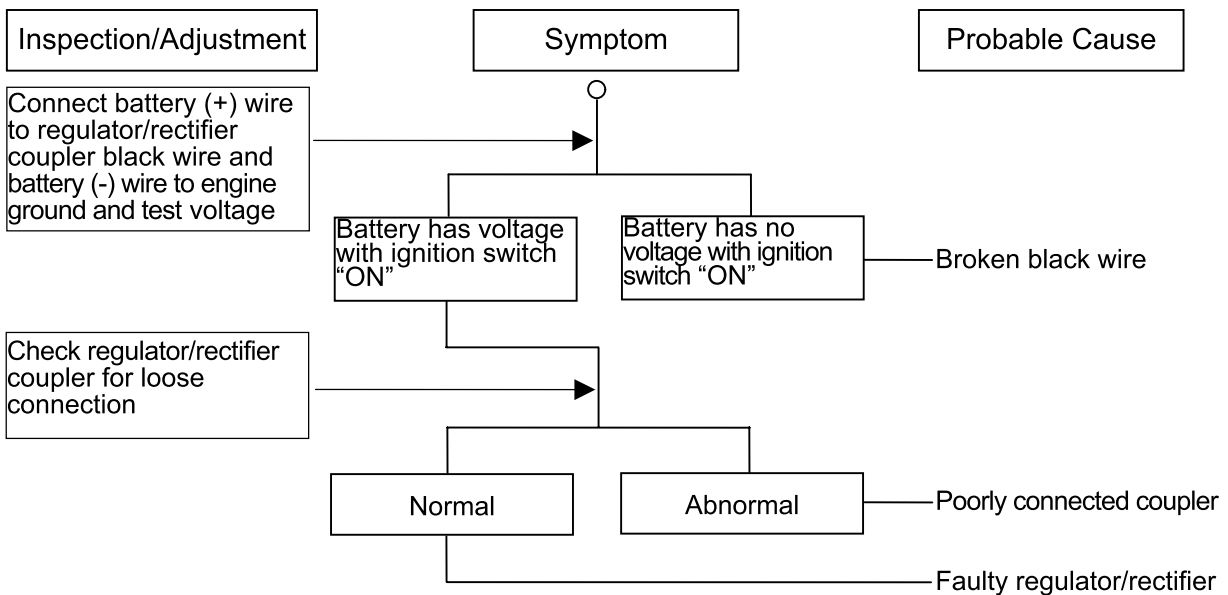 Inspection/Adjustment
Symptom
Probable Cause
Connect battery (+) wire
to regulator/rectifier
coupler black wire and
battery (-) wire to engine
ground and test voltage
Battery has voltage
with ignition switch
“ON”
Battery has no
voltage with ignition
switch “ON”
Broken black wire
Check regulator/rectifier
coupler for loose
connection
Normal
Abnormal
Poorly connected coupler
Faulty regulator/rectifier